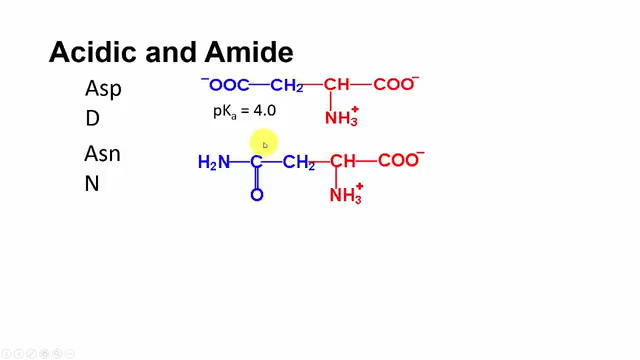 Acidic and Amide
Asp
⁻OOC—CH₂—CH—COO⁻
D
pKₐ = 4.0
NH₃⁺
Asn
H₂N—C—CH₂—CH—COO⁻
N
O
NH₃⁺